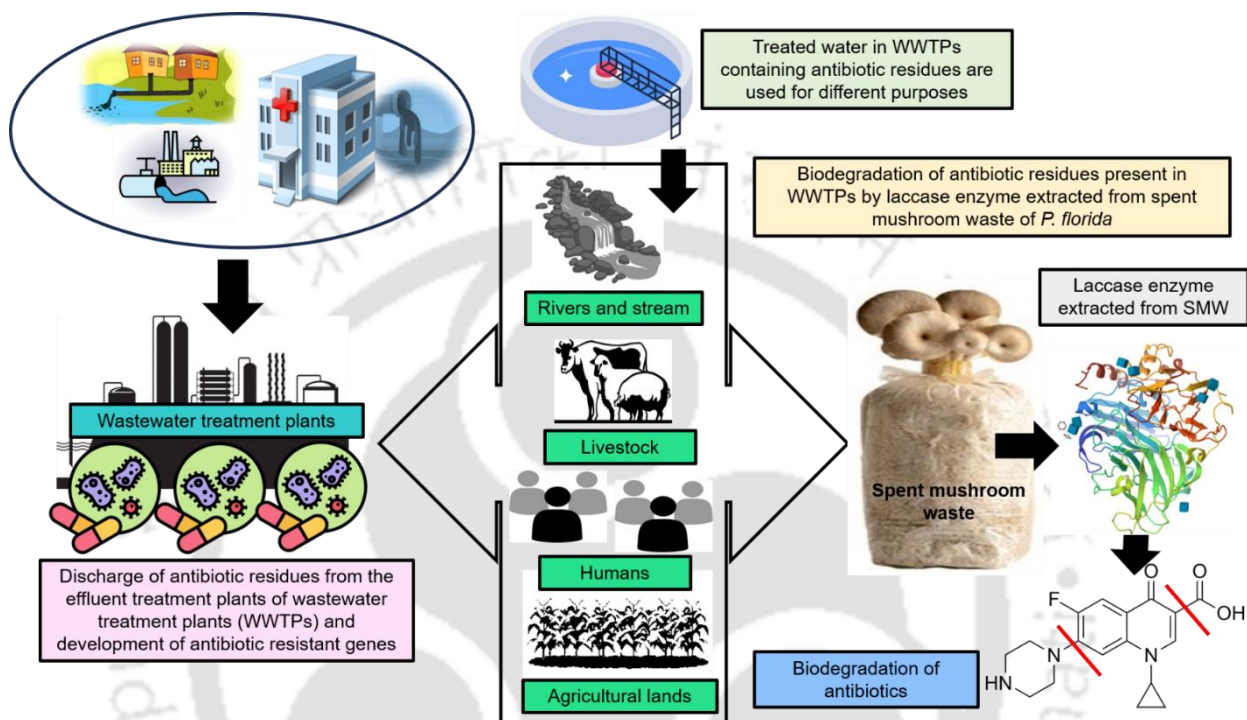 Treated water in WWTPs
containing antibiotic residues are
used for different purposes
Biodegradation of antibiotic residues present in
WWTPs by laccase enzyme extracted from spent
mushroom waste of P. florida
Rivers and stream
Laccase enzyme
extracted from SMW
Wastewater treatment plants
Livestock
Spent mushroom
waste
Humans
Discharge of antibiotic residues from the
effluent treatment plants of wastewater
treatment plants (WWTPs) and
development of antibiotic resistant genes
Agricultural lands
Biodegradation of
antibiotics
O
O
F
OH
N
N
HN